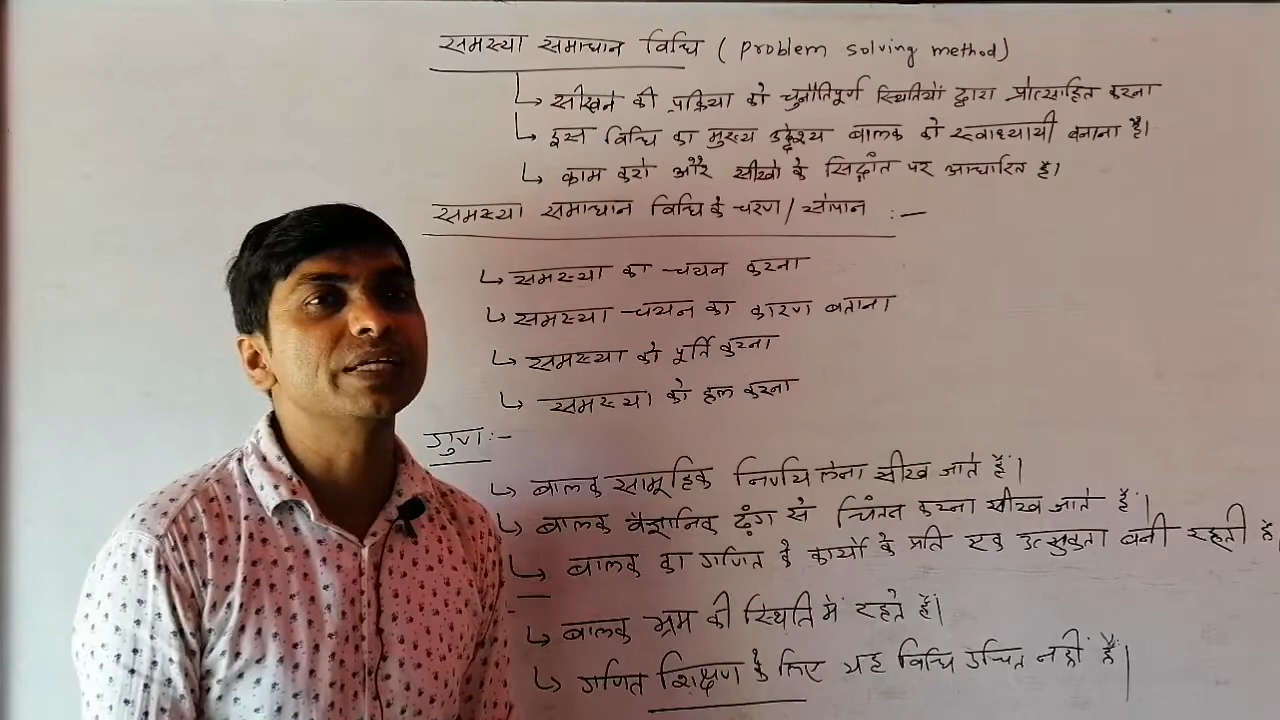 समस्या समाधान विधि ( Problem solving method)
↳ सीखने की प्रक्रिया को चुनौतिपूर्ण स्थितियों द्वारा प्रोत्साहित करना
↳ इस विधि का मुख्य उद्देश्य बालक को स्वाध्यायी बनाना है।
↳ काम करो और सीखो के सिद्धांत पर आधारित है।
समस्या समाधान विधि के चरण / सोपान :—
↳ समस्या का चयन करना
↳ समस्या चयन का कारण बताना
↳ समस्या को पूर्ति करना
↳ समस्या को हल करना
गुण:-
↳ बालक सामूहिक निर्णय लेना सीख जाते हैं।
↳ बालक वैज्ञानिक ढ़ंग से चिंतन करना सीख जाते हैं।
↳ बालक का गणित के कार्यों के प्रति एक उत्सुकता बनी रहती है
↳ बालक भ्रम की स्थिति में रहते हैं।
↳ गणित शिक्षण के लिए यह विधि उचित नहीं है।